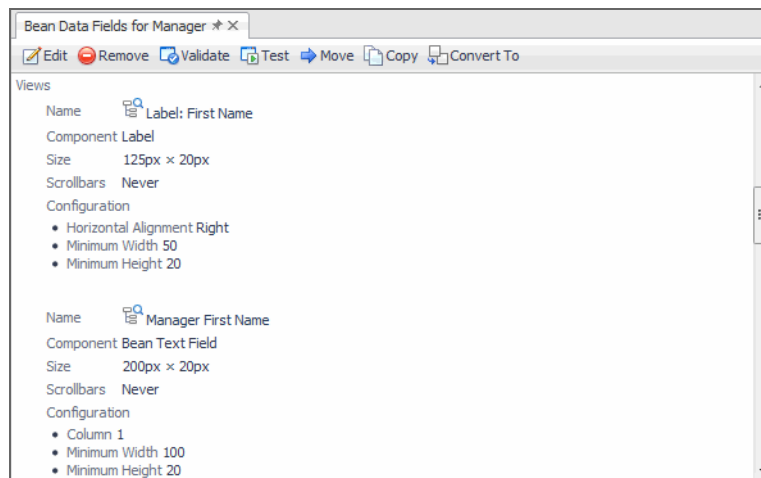 Bean Data Fields for Manager
Edit Remove Validate Test Move Copy Convert To
Views
Name Label: First Name
Component Label
Size 125px × 20px
Scrollbars Never
Configuration
• Horizontal Alignment Right
• Minimum Width 50
• Minimum Height 20
Name Manager First Name
Component Bean Text Field
Size 200px × 20px
Scrollbars Never
Configuration
• Column 1
• Minimum Width 100
• Minimum Height 20